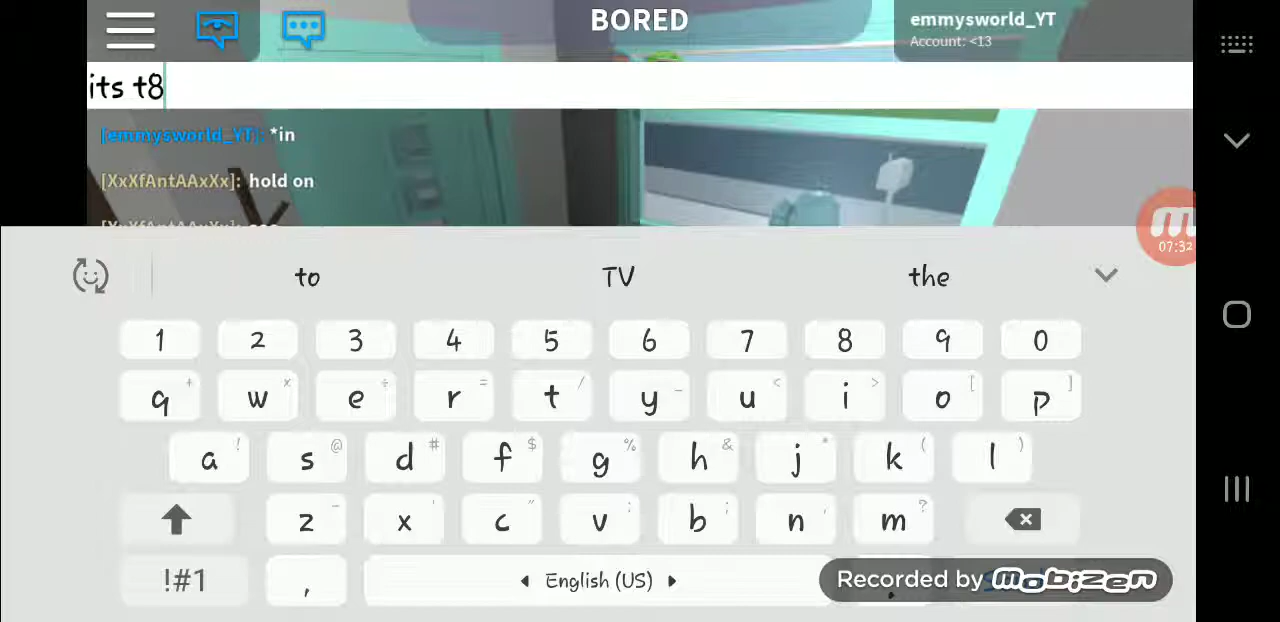 BORED
emmysworld_YT
Account: <13
its t8
[emmysworld_YT]: *in
[XxXfAntAAxXx]: hold on
07:32
to TV the
1 2 3 4 5 6 7 8 9 0
q + w × e ÷ r = t / y _ u < i > o [ p ]
a ! s @ d # f $ g % h & j * k ( l )
z - x ' c " v : b ; n , m ?
!#1 , English (US) .
Recorded by mobizen